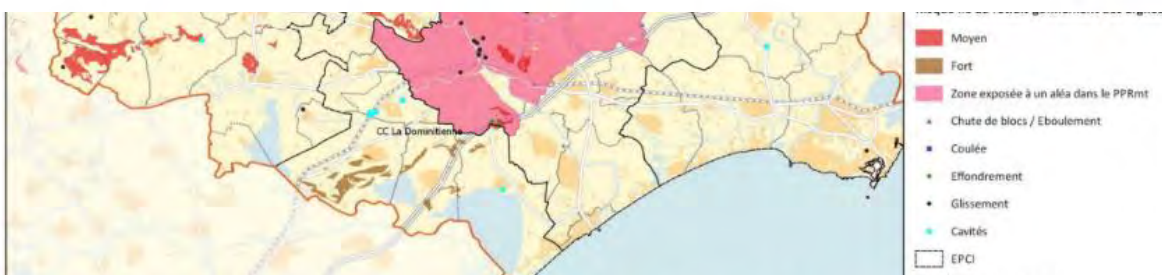 CC La Domitienne
Moyen
Fort
Zone exposée à un aléa dans le PPRmt
Chute de blocs / Eboulement
Coulée
Effondrement
Glissement
Cavités
EPCI